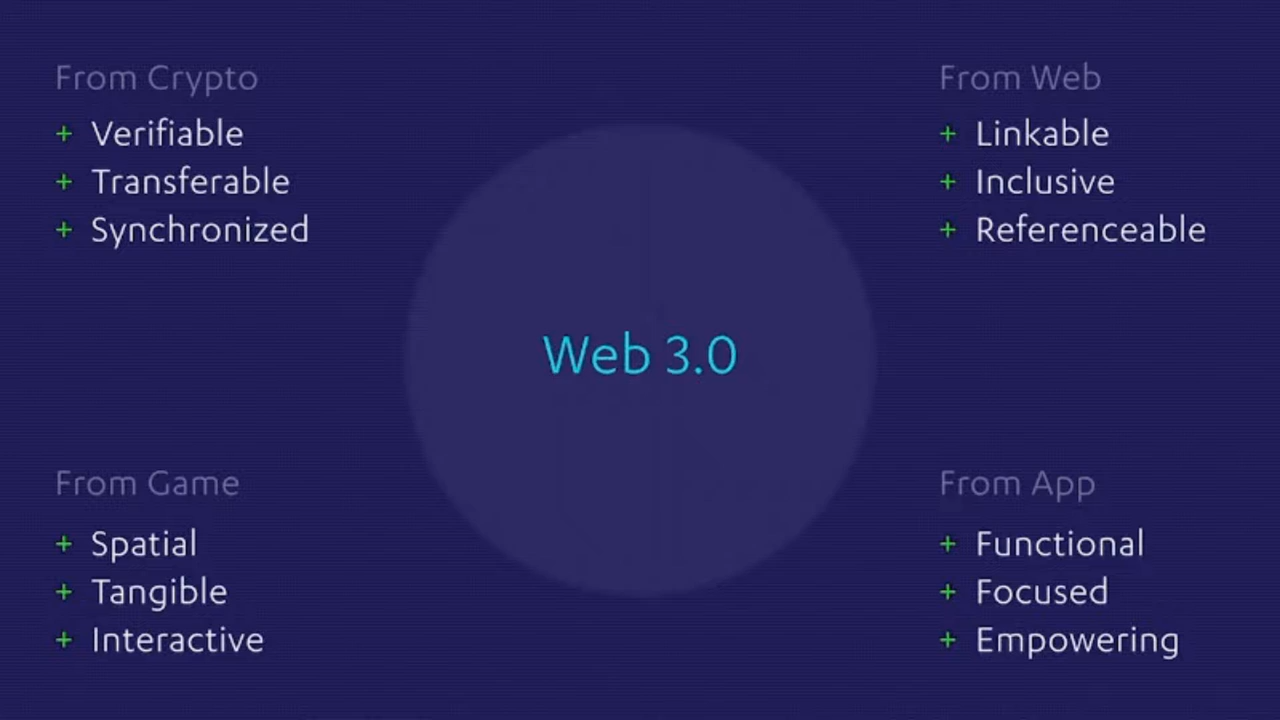 From Crypto
+ Verifiable
+ Transferable
+ Synchronized
From Web
+ Linkable
+ Inclusive
+ Referenceable
Web 3.0
From Game
+ Spatial
+ Tangible
+ Interactive
From App
+ Functional
+ Focused
+ Empowering